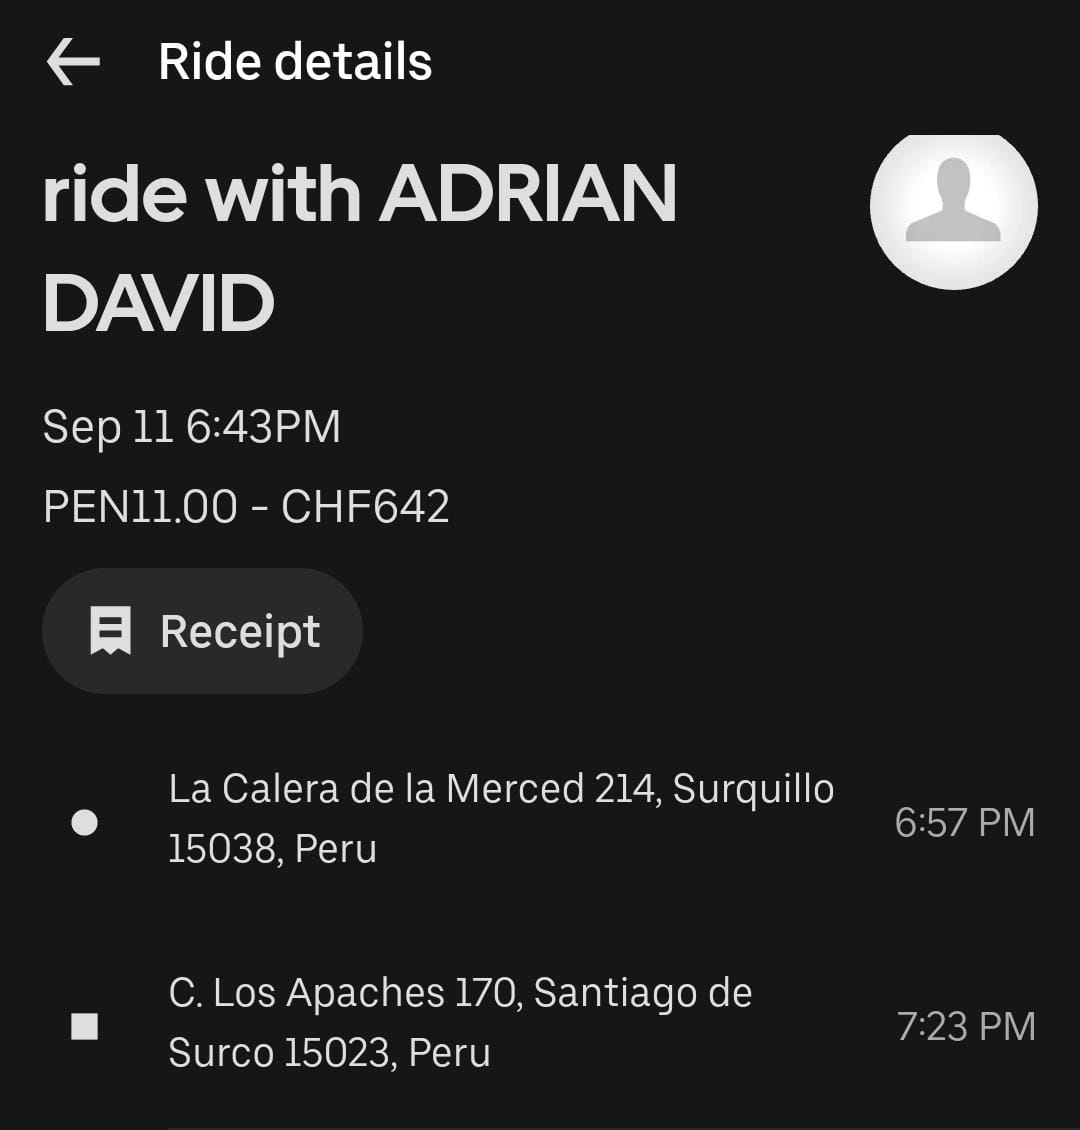 Ride details
ride with ADRIAN
DAVID
Sep 11 6:43PM
PEN11.00 - CHF642
Receipt
La Calera de la Merced 214, Surquillo
15038, Peru
6:57 PM
C. Los Apaches 170, Santiago de
Surco 15023, Peru
7:23 PM